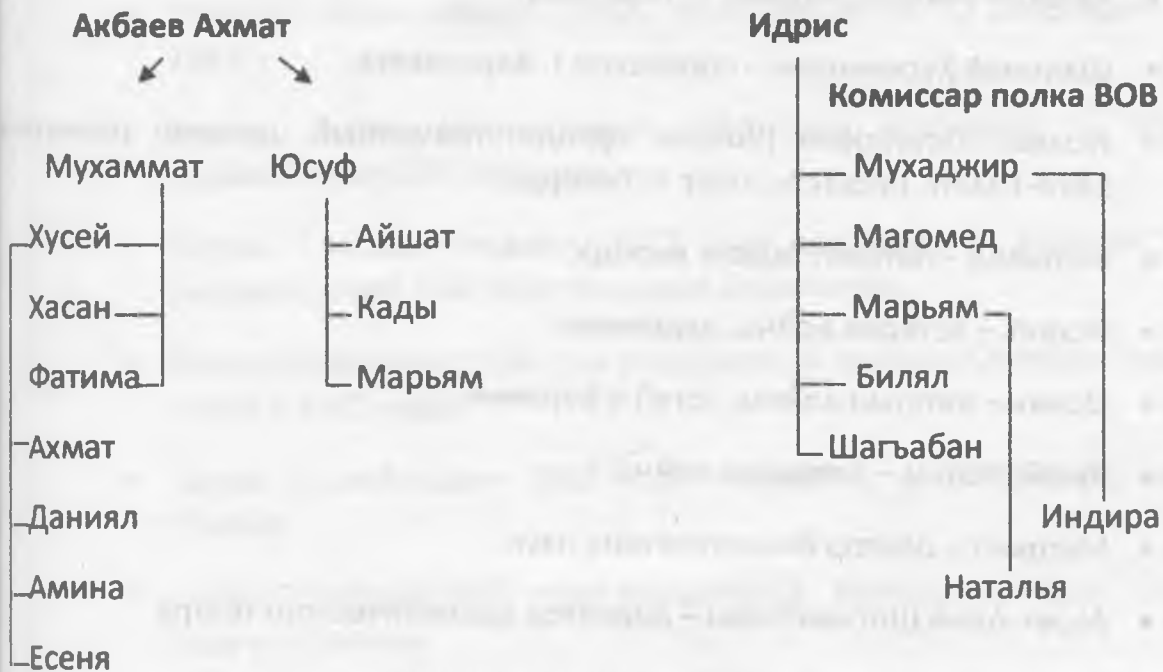 Акбаев Ахмат
Мухаммат Юсуф
Хусей
Хасан
Фатима
Айшат
Кады
Марьям
Ахмат
Даниял
Амина
Есеня
Идрис
Комиссар полка ВОВ
Мухаджир
Магомед
Марьям
Билял
Шагъабан
Индира
Наталья